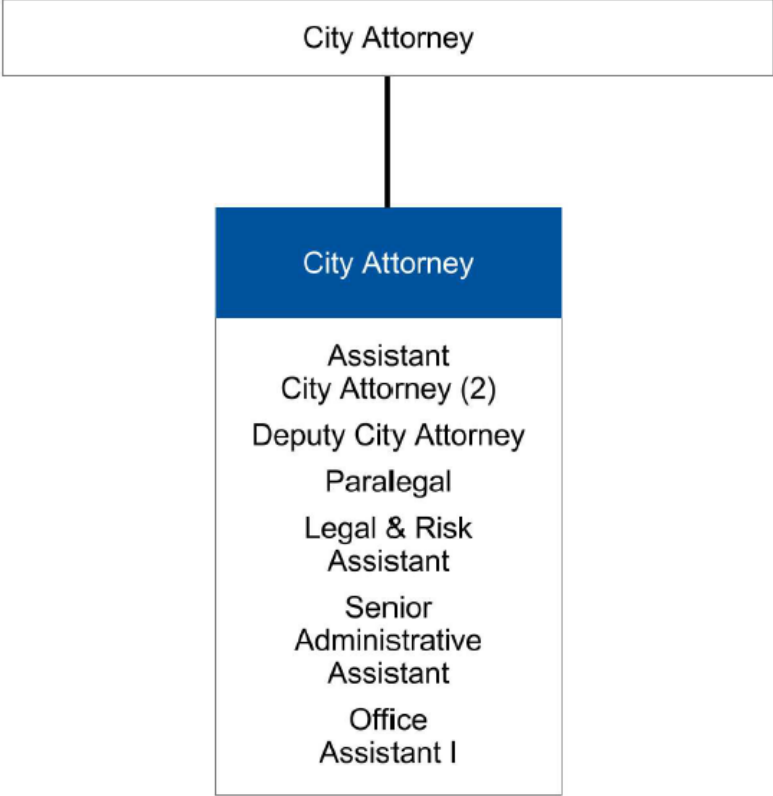 City Attorney
City Attorney
Assistant
City Attorney (2)
Deputy City Attorney
Paralegal
Legal & Risk
Assistant
Senior
Administrative
Assistant
Office
Assistant I